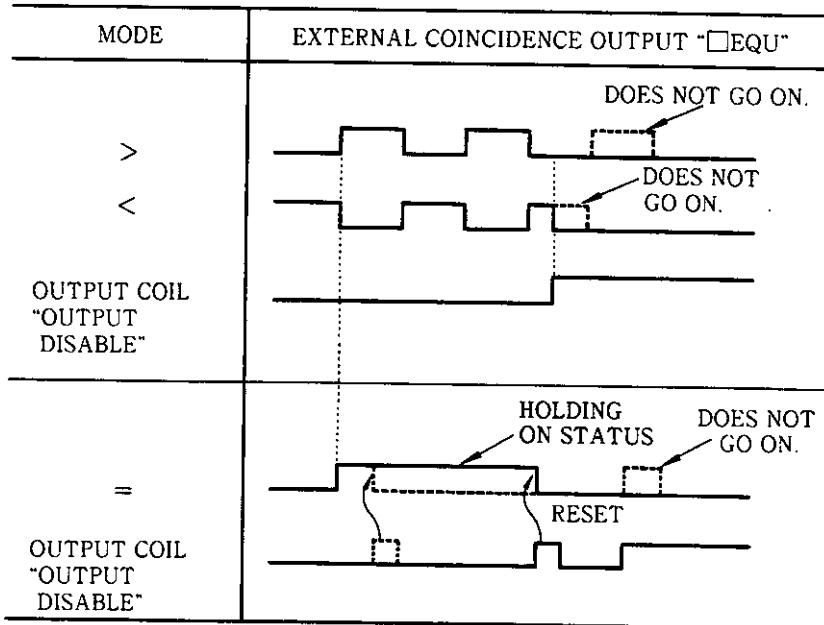 MODE
EXTERNAL COINCIDENCE OUTPUT "□EQU"
DOES NOT GO ON.
>
DOES NOT
GO ON.
<
OUTPUT COIL
"OUTPUT
DISABLE"
HOLDING
ON STATUS
DOES NOT
GO ON.
=
RESET
OUTPUT COIL
"OUTPUT
DISABLE"